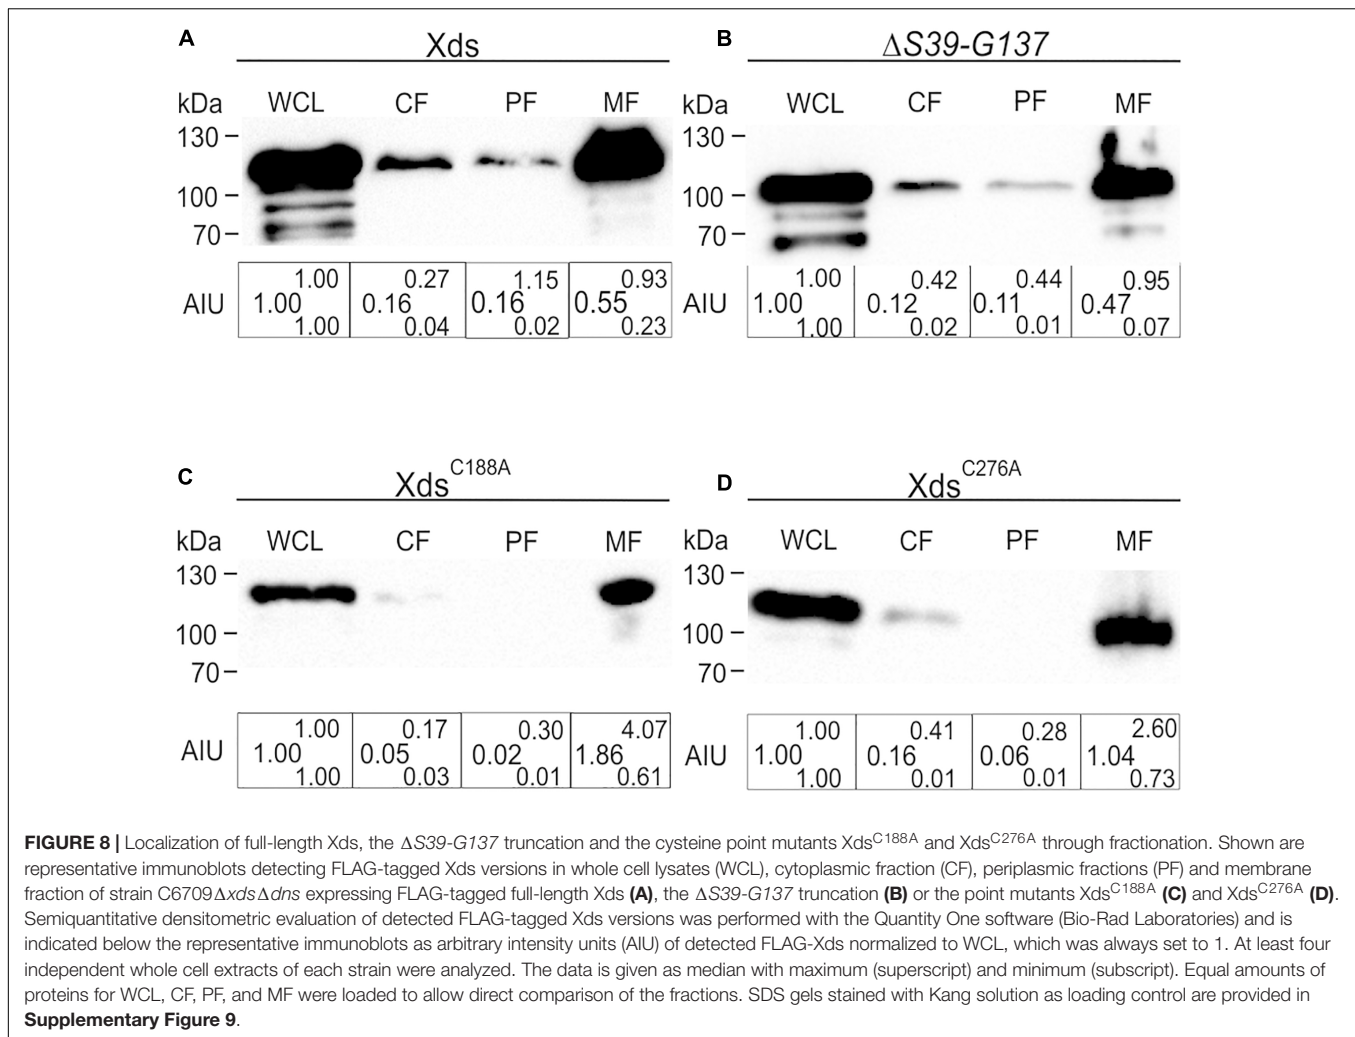 A
Xds
kDa WCL CF PF MF
130
100
70
AIU
1.00 0.27 1.15 0.93
1.00 0.16 0.16 0.55
1.00 0.04 0.02 0.23
B
ΔS39-G137
kDa WCL CF PF MF
130
100
70
AIU
1.00 0.42 0.44 0.95
1.00 0.12 0.11 0.47
1.00 0.02 0.01 0.07
C
Xds^C188A
kDa WCL CF PF MF
130
100
70
AIU
1.00 0.17 0.30 4.07
1.00 0.05 0.02 1.86
1.00 0.03 0.01 0.61
D
Xds^C276A
kDa WCL CF PF MF
130
100
70
AIU
1.00 0.41 0.28 2.60
1.00 0.16 0.06 1.04
1.00 0.01 0.01 0.73
FIGURE 8 | Localization of full-length Xds, the ΔS39-G137 truncation and the cysteine point mutants Xds^C188A and Xds^C276A through fractionation. Shown are
representative immunoblots detecting FLAG-tagged Xds versions in whole cell lysates (WCL), cytoplasmic fraction (CF), periplasmic fractions (PF) and membrane
fraction of strain C6709ΔxdsΔdns expressing FLAG-tagged full-length Xds (A), the ΔS39-G137 truncation (B) or the point mutants Xds^C188A (C) and Xds^C276A (D).
Semiquantitative densitometric evaluation of detected FLAG-tagged Xds versions was performed with the Quantity One software (Bio-Rad Laboratories) and is
indicated below the representative immunoblots as arbitrary intensity units (AIU) of detected FLAG-Xds normalized to WCL, which was always set to 1. At least four
independent whole cell extracts of each strain were analyzed. The data is given as median with maximum (superscript) and minimum (subscript). Equal amounts of
proteins for WCL, CF, PF, and MF were loaded to allow direct comparison of the fractions. SDS gels stained with Kang solution as loading control are provided in
Supplementary Figure 9.